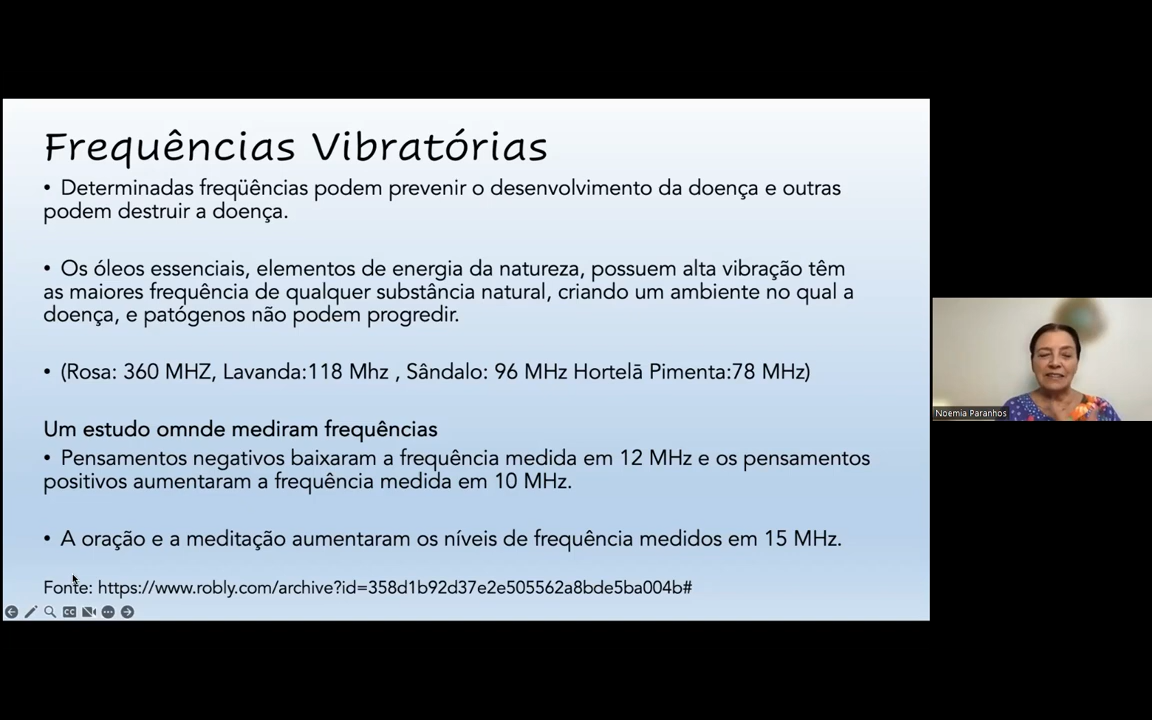 Frequências Vibratórias
• Determinadas freqüências podem prevenir o desenvolvimento da doença e outras
podem destruir a doença.
• Os óleos essenciais, elementos de energia da natureza, possuem alta vibração têm
as maiores frequência de qualquer substância natural, criando um ambiente no qual a
doença, e patógenos não podem progredir.
• (Rosa: 360 MHZ, Lavanda:118 Mhz , Sândalo: 96 MHz Hortelã Pimenta:78 MHz)
Um estudo omnde mediram frequências
• Pensamentos negativos baixaram a frequência medida em 12 MHz e os pensamentos
positivos aumentaram a frequência medida em 10 MHz.
• A oração e a meditação aumentaram os níveis de frequência medidos em 15 MHz.
Fonte: https://www.robly.com/archive?id=358d1b92d37e2e505562a8bde5ba004b#
CC
Noemia Paranhos